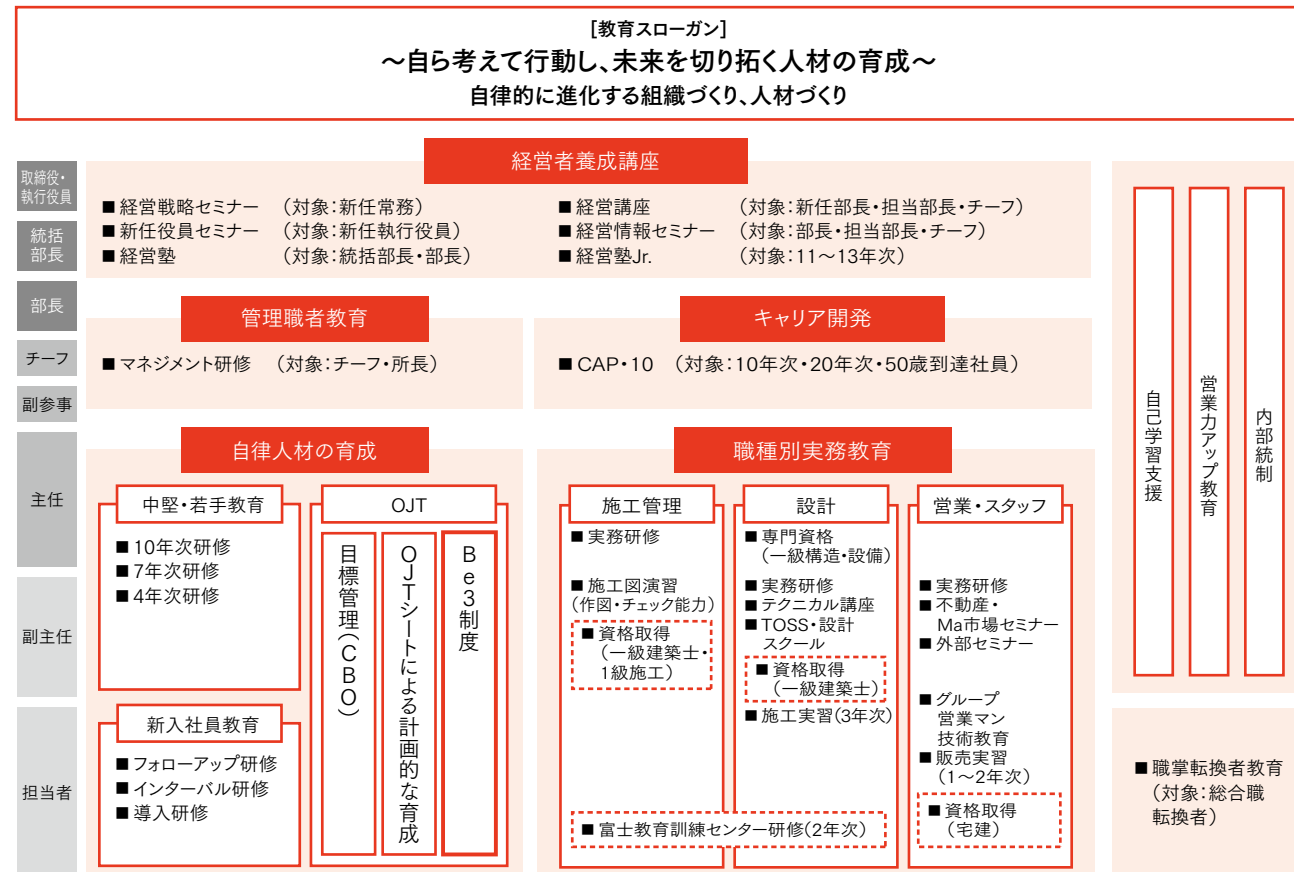 [教育スローガン]
～自ら考えて行動し、未来を切り拓く人材の育成～
自律的に進化する組織づくり、人材づくり
取締役・
執行役員
統括
部長
部長
チーフ
副参事
主任
副主任
担当者
経営者養成講座
■ 経営戦略セミナー （対象：新任常務）
■ 新任役員セミナー （対象：新任執行役員）
■ 経営塾 （対象：統括部長・部長）
■ 経営講座 （対象：新任部長・担当部長・チーフ）
■ 経営情報セミナー （対象：部長・担当部長・チーフ）
■ 経営塾Jr. （対象：11～13年次）
管理職者教育
■ マネジメント研修 （対象：チーフ・所長）
キャリア開発
■ CAP・10 （対象：10年次・20年次・50歳到達社員）
自律人材の育成
中堅・若手教育
■ 10年次研修
■ 7年次研修
■ 4年次研修
新入社員教育
■ フォローアップ研修
■ インターバル研修
■ 導入研修
OJT
目標管理（CBO）
OJTシートによる計画的な育成
Be3制度
職種別実務教育
施工管理
■ 実務研修
■ 施工図演習
（作図・チェック能力）
■ 資格取得
（一級建築士・
1級施工）
設計
■ 専門資格
（一級構造・設備）
■ 実務研修
■ テクニカル講座
■ TOSS・設計
スクール
■ 資格取得
（一級建築士）
■ 施工実習（3年次）
■ 富士教育訓練センター研修（2年次）
営業・スタッフ
■ 実務研修
■ 不動産・
Ma市場セミナー
■ 外部セミナー
■ グループ
営業マン
技術教育
■ 販売実習
（1～2年次）
■ 資格取得
（宅建）
自己学習支援
営業力アップ教育
内部統制
■ 職掌転換者教育
（対象：総合職
転換者）